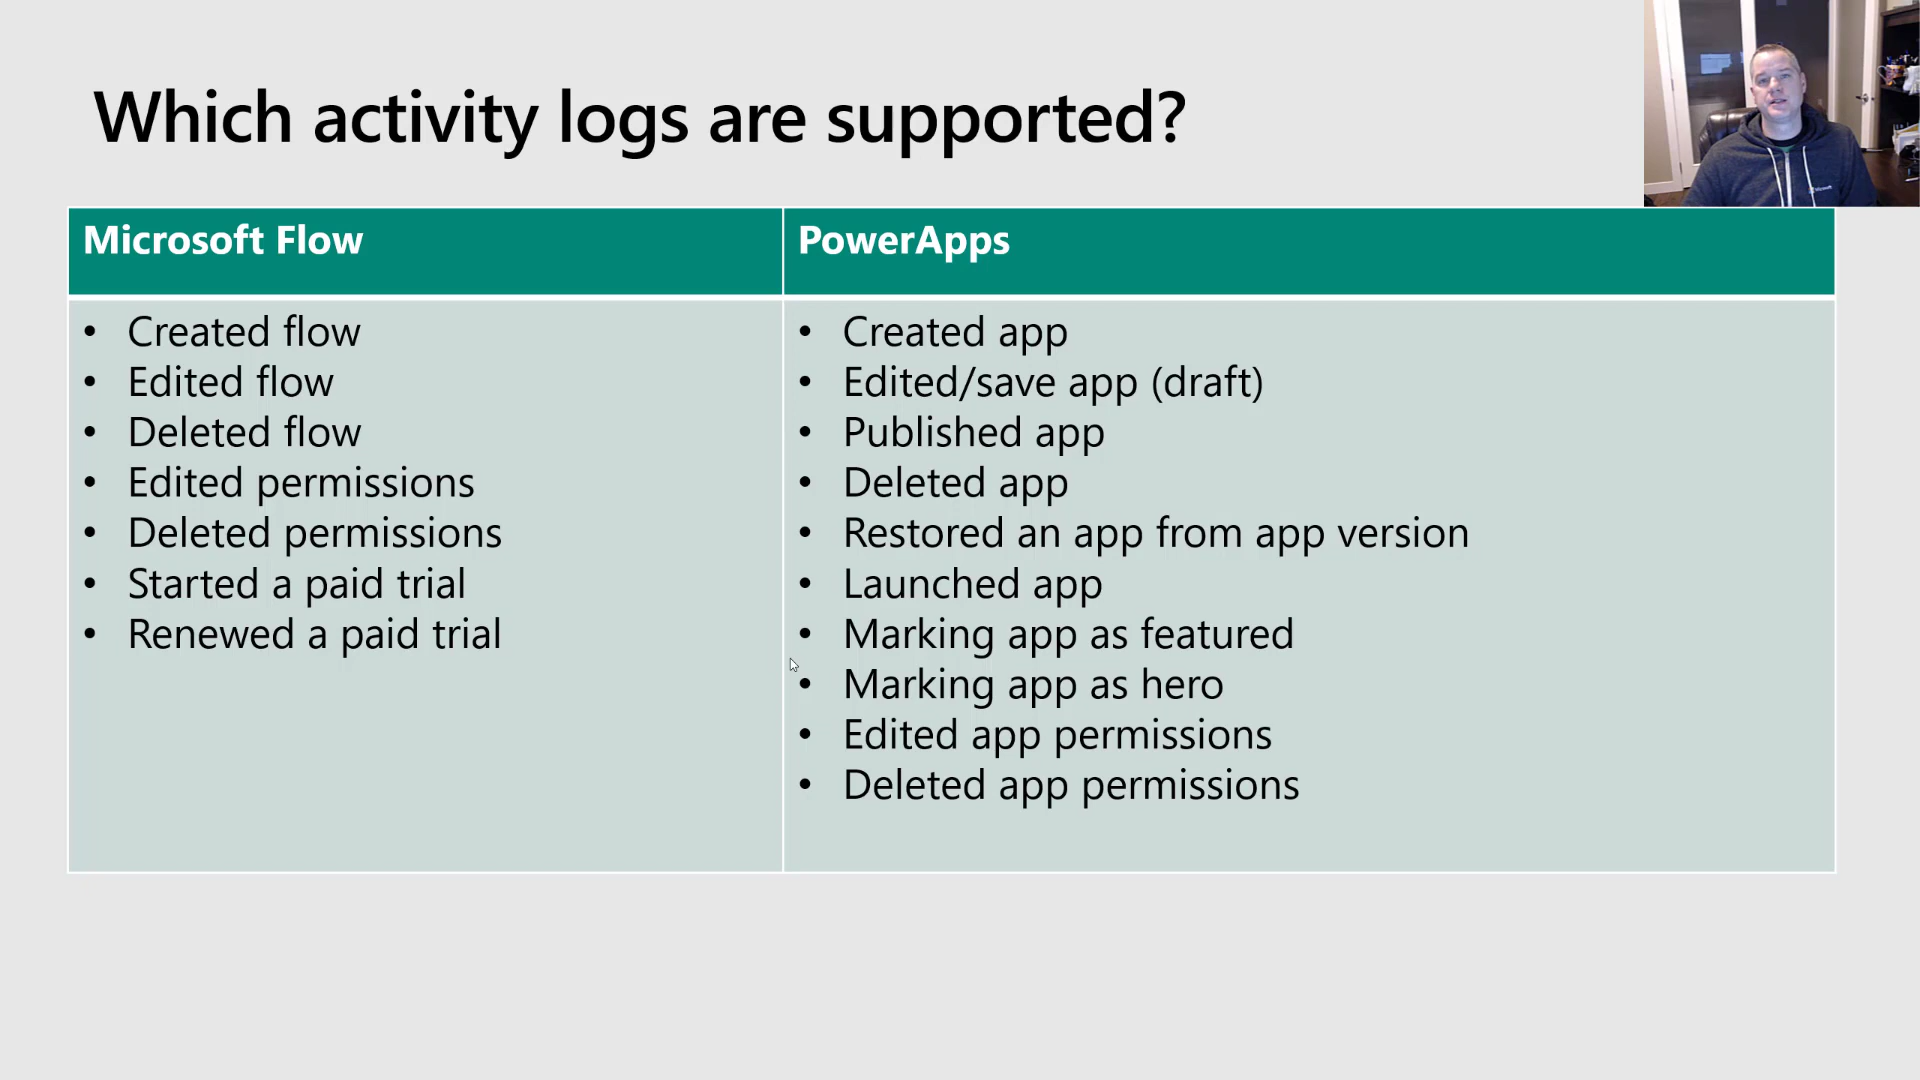 Which activity logs are supported?
Microsoft Flow
• Created flow
• Edited flow
• Deleted flow
• Edited permissions
• Deleted permissions
• Started a paid trial
• Renewed a paid trial
PowerApps
• Created app
• Edited/save app (draft)
• Published app
• Deleted app
• Restored an app from app version
• Launched app
• Marking app as featured
• Marking app as hero
• Edited app permissions
• Deleted app permissions